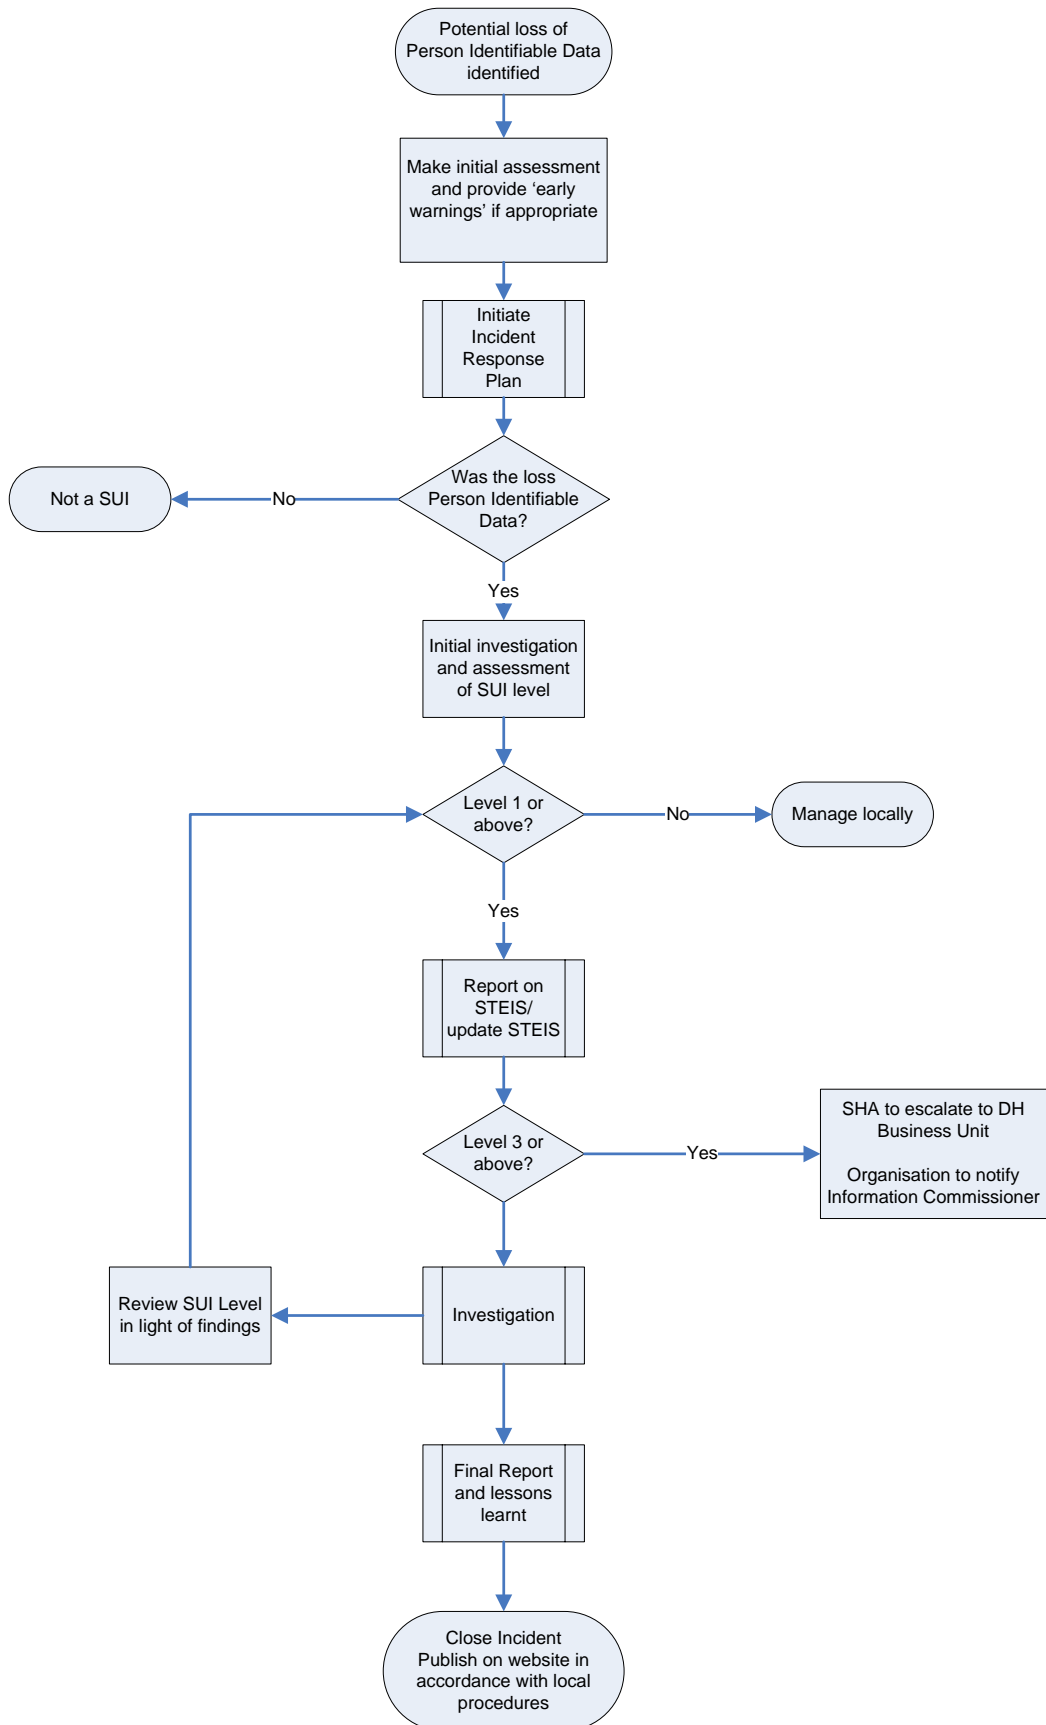 Potential loss of
Person Identifiable Data
identified
Make initial assessment
and provide ‘early
warnings’ if appropriate
Initiate
Incident
Response
Plan
Was the loss
Person Identifiable
Data?
No
Not a SUI
Yes
Initial investigation
and assessment
of SUI level
Level 1 or
above?
No
Manage locally
Yes
Report on
STEIS/
update STEIS
Level 3 or
above?
Yes
SHA to escalate to DH
Business Unit
Organisation to notify
Information Commissioner
Review SUI Level
in light of findings
Investigation
Final Report
and lessons
learnt
Close Incident
Publish on website in
accordance with local
procedures